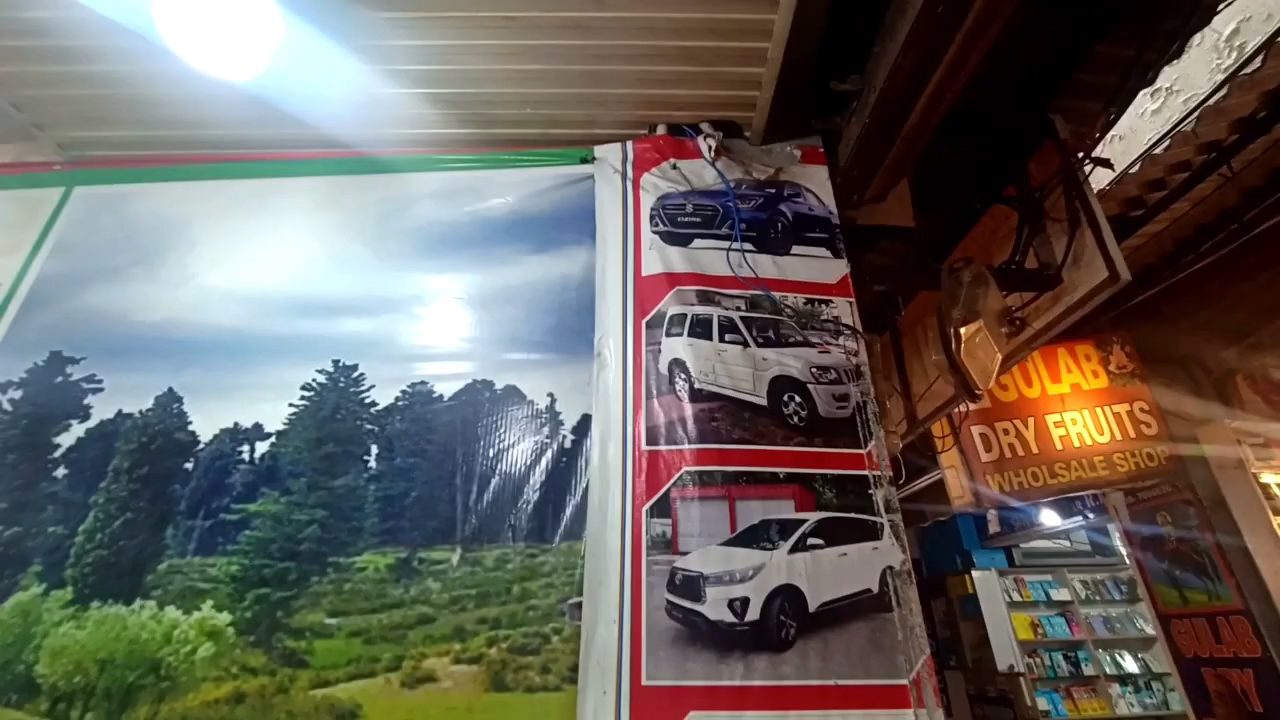 GULAB
DRY FRUITS
WHOLSALE SHOP
GULAB
DRY